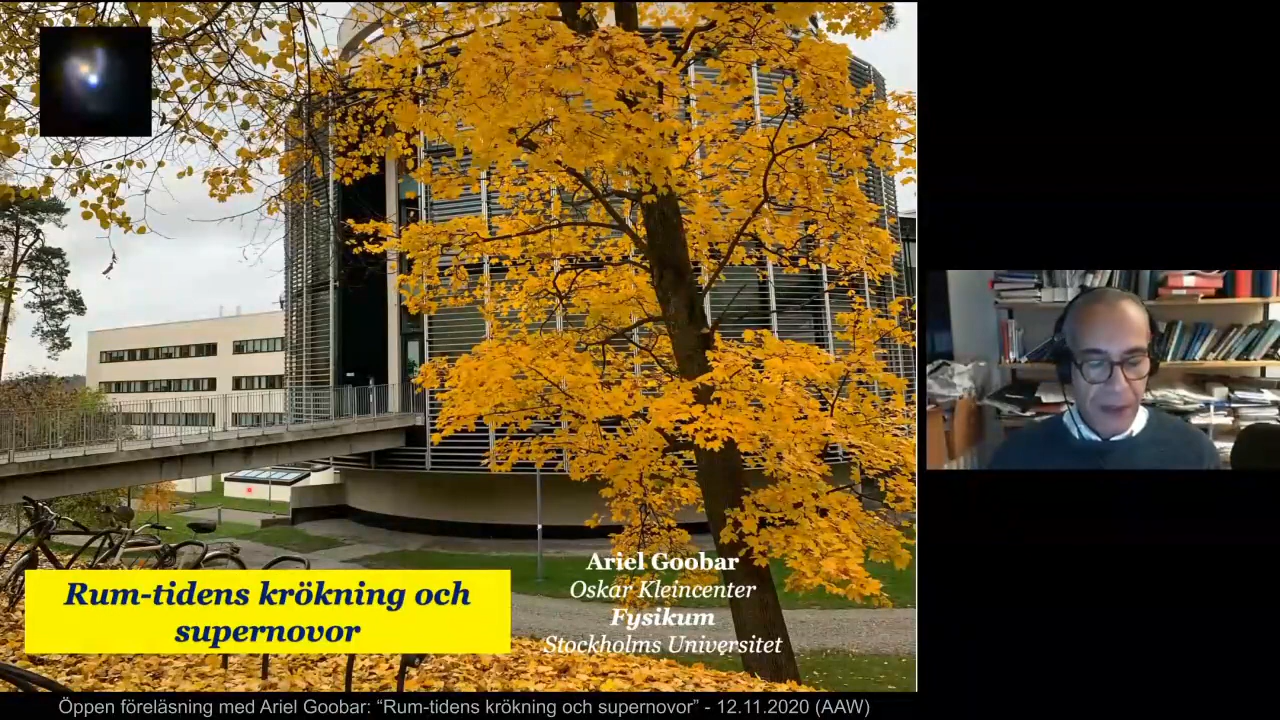 Rum-tidens krökning och
supernovor
Ariel Goobar
Oskar Kleincenter
Fysikum
Stockholms Universitet
Öppen föreläsning med Ariel Goobar: “Rum-tidens krökning och supernovor” - 12.11.2020 (AAW)